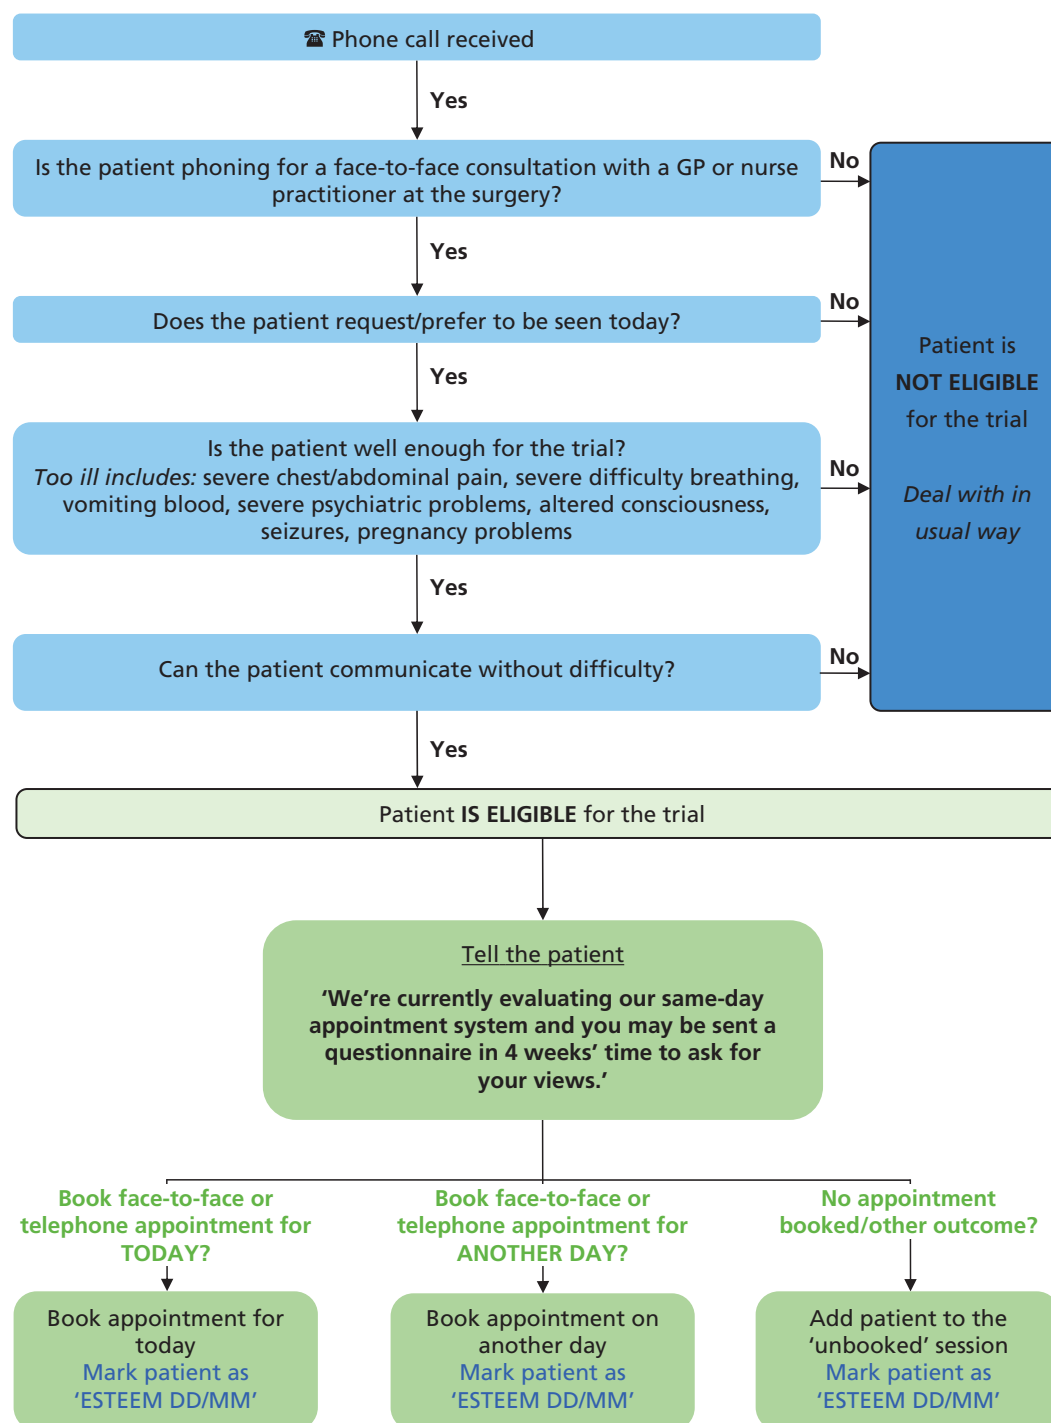 ☎ Phone call received
Yes
Is the patient phoning for a face-to-face consultation with a GP or nurse
practitioner at the surgery?
No
Yes
Does the patient request/prefer to be seen today?
No
Yes
Is the patient well enough for the trial?
Too ill includes: severe chest/abdominal pain, severe difficulty breathing,
vomiting blood, severe psychiatric problems, altered consciousness,
seizures, pregnancy problems
No
Yes
Can the patient communicate without difficulty?
No
Yes
Patient is
NOT ELIGIBLE
for the trial
Deal with in
usual way
Patient IS ELIGIBLE for the trial
Tell the patient
‘We’re currently evaluating our same-day
appointment system and you may be sent a
questionnaire in 4 weeks’ time to ask for
your views.’
Book face-to-face or
telephone appointment for
TODAY?
Book appointment for
today
Mark patient as
‘ESTEEM DD/MM’
Book face-to-face or
telephone appointment for
ANOTHER DAY?
Book appointment on
another day
Mark patient as
‘ESTEEM DD/MM’
No appointment
booked/other outcome?
Add patient to the
‘unbooked’ session
Mark patient as
‘ESTEEM DD/MM’